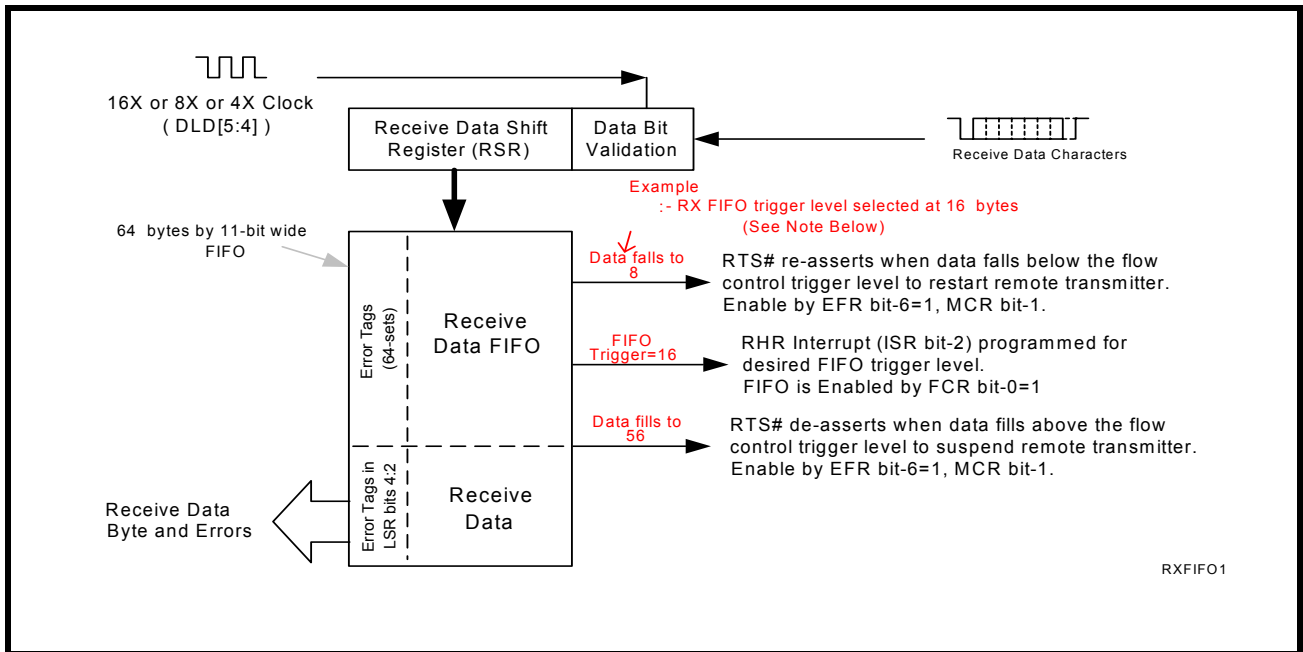 16X or 8X or 4X Clock
( DLD[5:4] )
Receive Data Shift
Register (RSR)
Data Bit
Validation
Receive Data Characters
Example
:- RX FIFO trigger level selected at 16 bytes
(See Note Below)
64 bytes by 11-bit wide
FIFO
Error Tags
(64-sets)
Receive
Data FIFO
Data falls to
8
RTS# re-asserts when data falls below the flow
control trigger level to restart remote transmitter.
Enable by EFR bit-6=1, MCR bit-1.
FIFO
Trigger=16
RHR Interrupt (ISR bit-2) programmed for
desired FIFO trigger level.
FIFO is Enabled by FCR bit-0=1
Data fills to
56
RTS# de-asserts when data fills above the flow
control trigger level to suspend remote transmitter.
Enable by EFR bit-6=1, MCR bit-1.
Error Tags in
LSR bits 4:2
Receive
Data
Receive Data
Byte and Errors
RXFIFO1